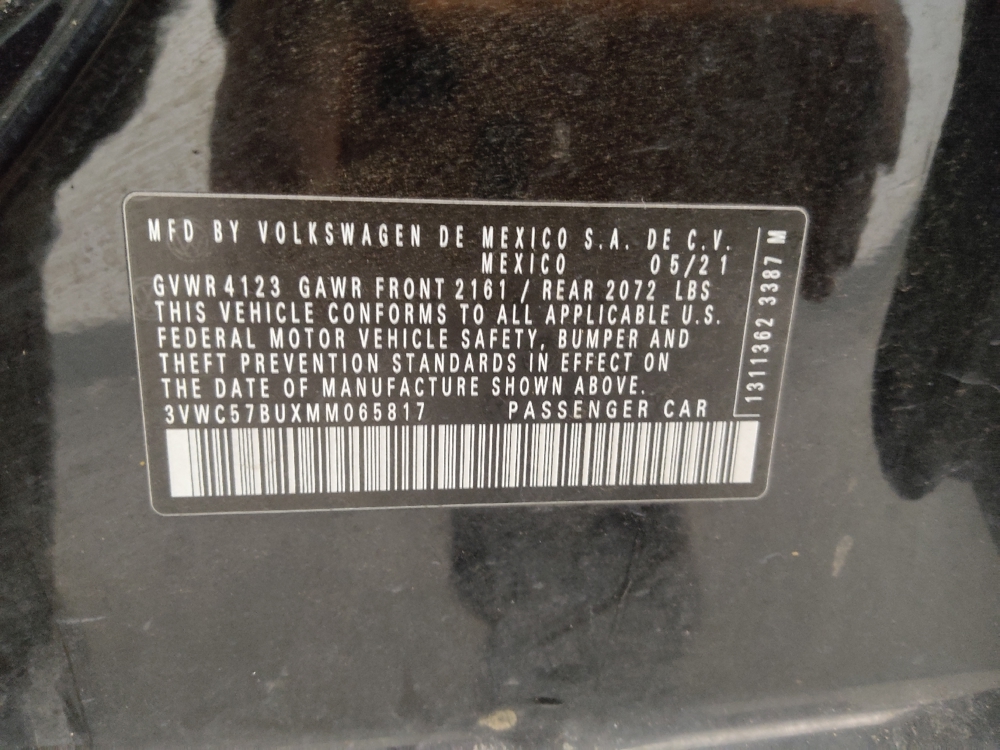 MFD BY VOLKSWAGEN DE MEXICO S.A. DE C.V.
MEXICO 05/21
GVWR 4123 GAWR FRONT 2161 / REAR 2072 LBS
THIS VEHICLE CONFORMS TO ALL APPLICABLE U.S.
FEDERAL MOTOR VEHICLE SAFETY, BUMPER AND
THEFT PREVENTION STANDARDS IN EFFECT ON
THE DATE OF MANUFACTURE SHOWN ABOVE.
3VWC57BUXMM065817 PASSENGER CAR
1311362 3387 M